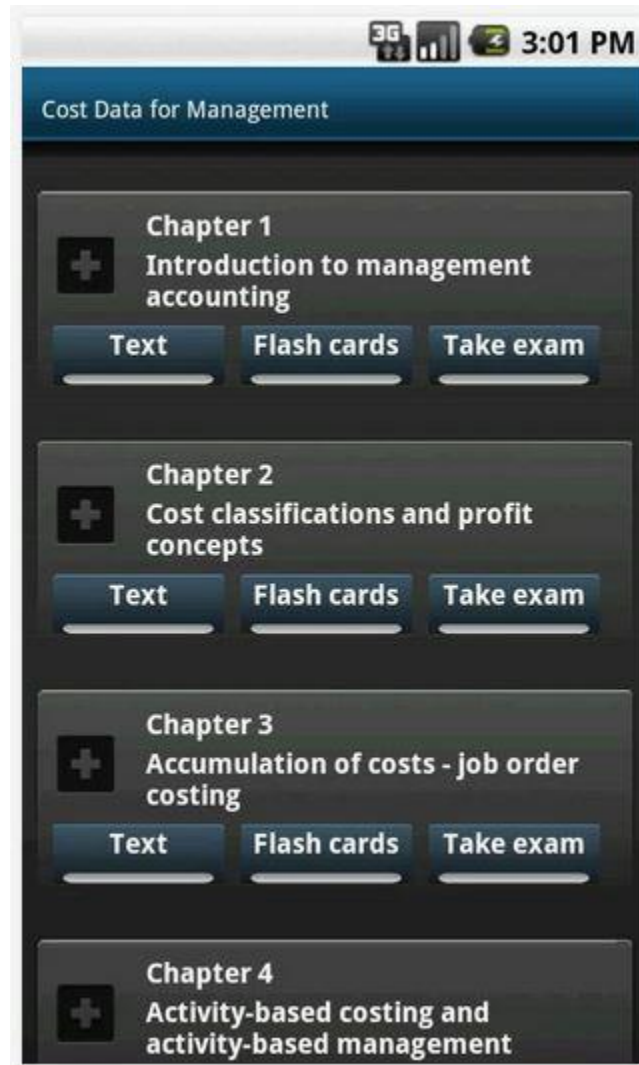 3G 3:01 PM
Cost Data for Management
Chapter 1
Introduction to management
accounting
Text Flash cards Take exam
Chapter 2
Cost classifications and profit
concepts
Text Flash cards Take exam
Chapter 3
Accumulation of costs - job order
costing
Text Flash cards Take exam
Chapter 4
Activity-based costing and
activity-based management